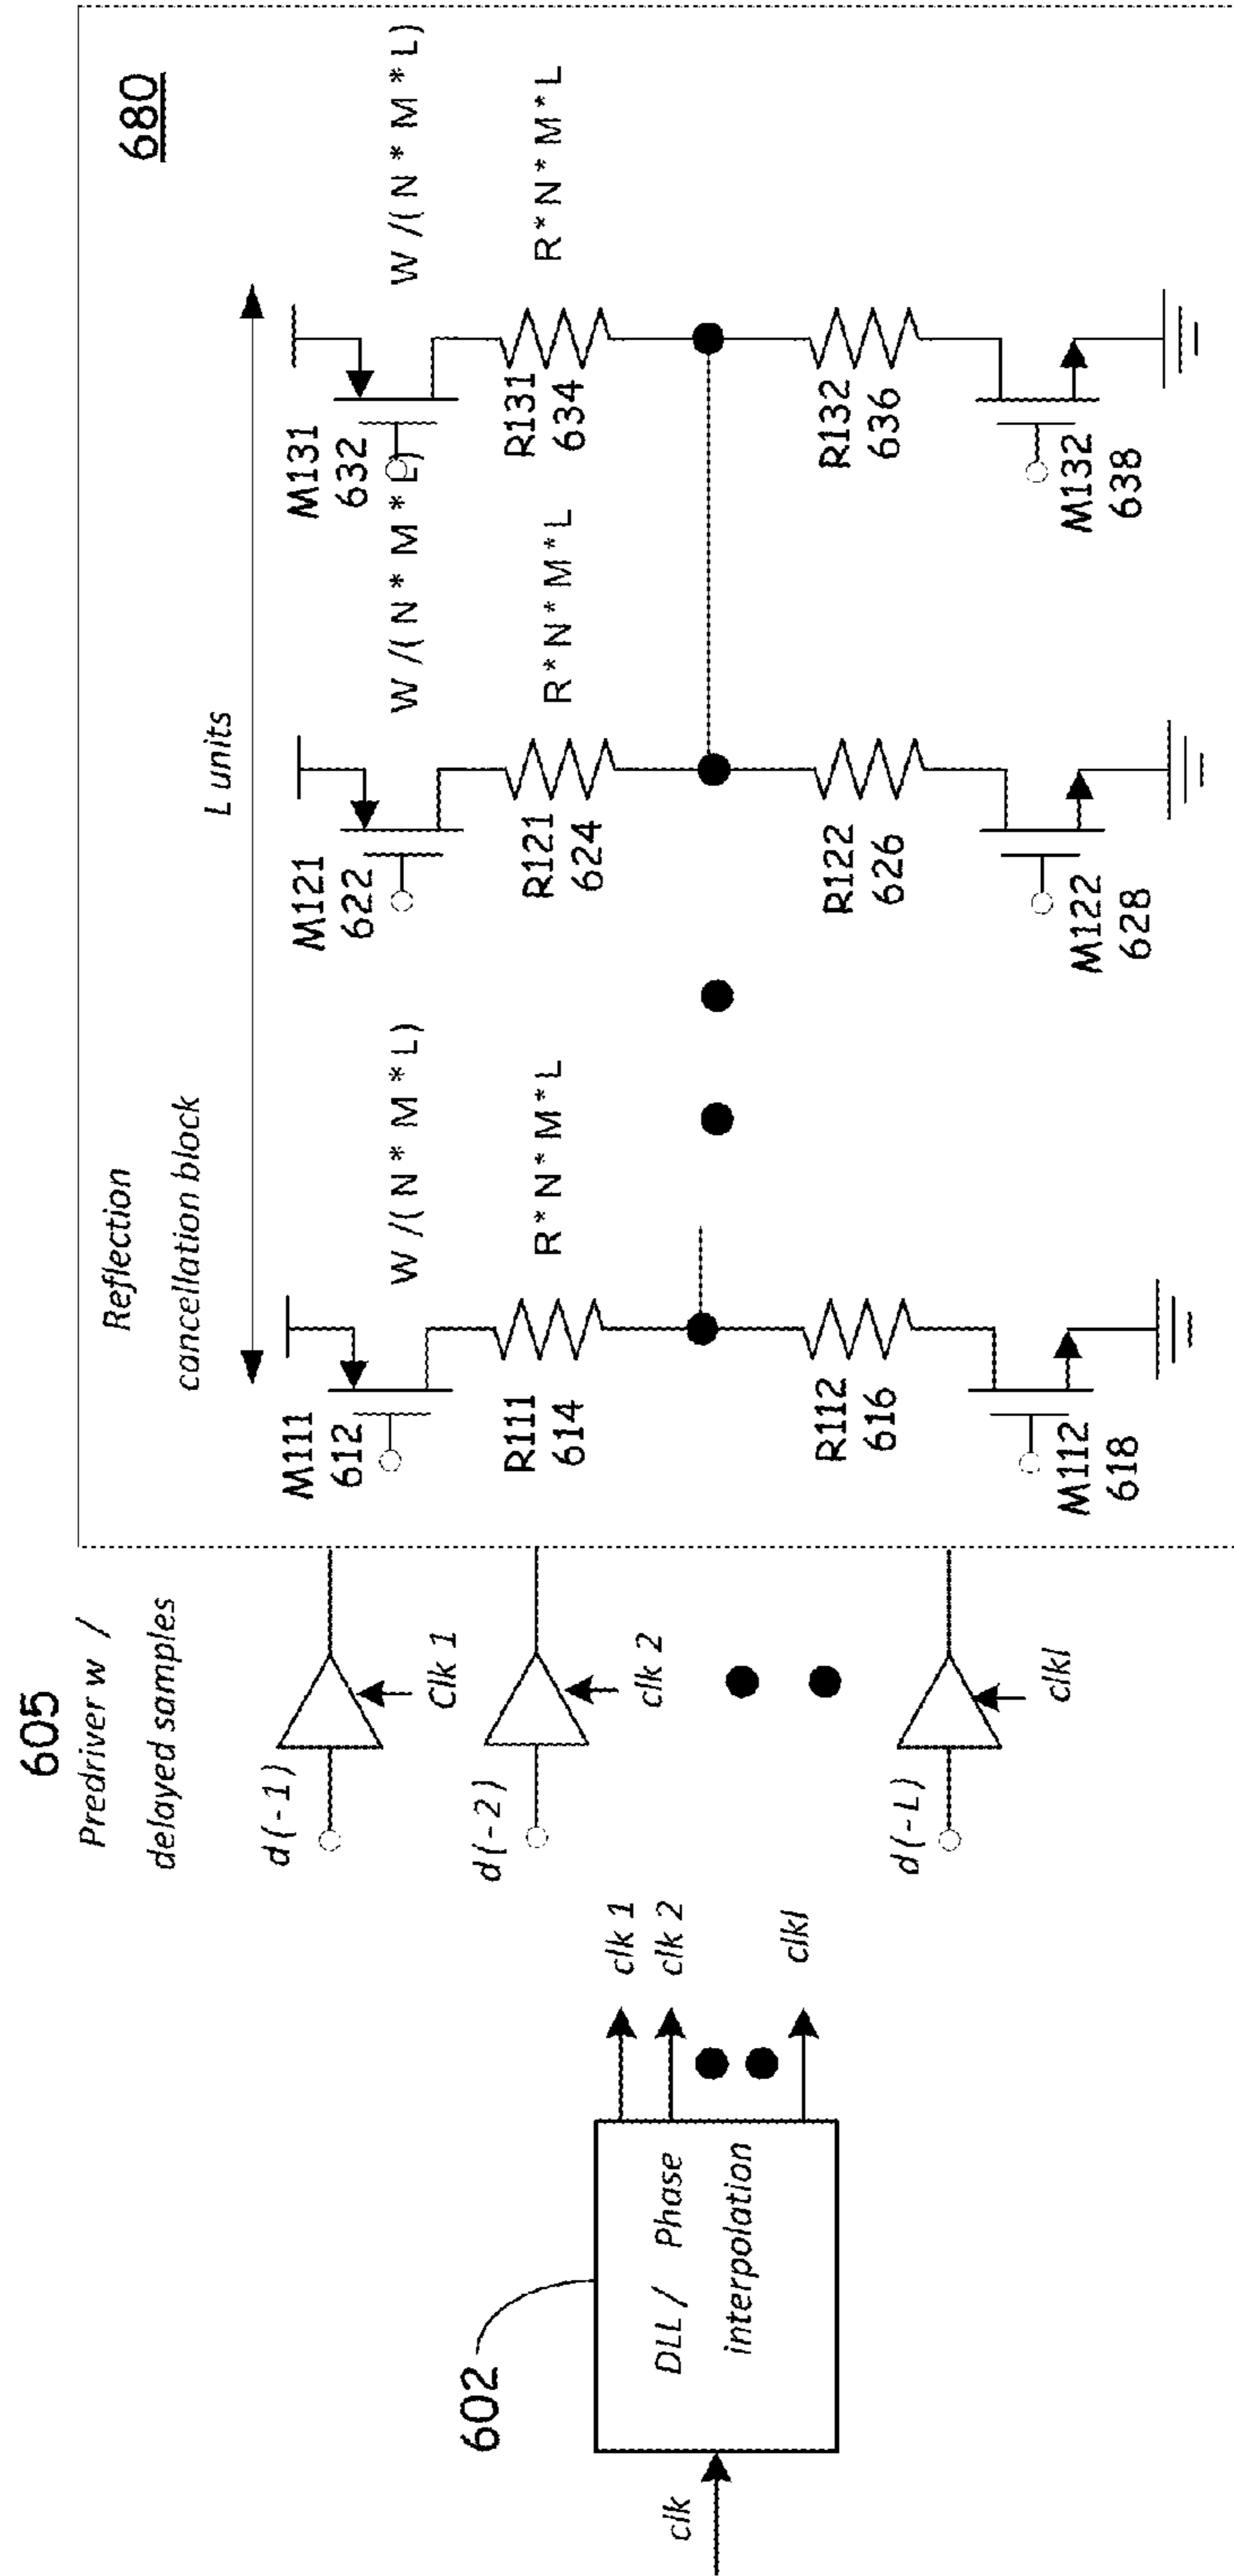 602
clk
DLL / Phase
interpolation
clk 1
clk 2
clkl
605
Predriver w /
delayed samples
d(-1)
Clk 1
d(-2)
clk 2
d(-L)
clkl
Reflection
cancellation block
680
L units
M111
612
W /( N * M * L)
R111
614
R * N * M * L
R112
616
M112
618
M121
622
W /( N * M * L)
R121
624
R * N * M * L
R122
626
M122
628
M131
632
W /( N * M * L)
R131
634
R * N * M * L
R132
636
M132
638